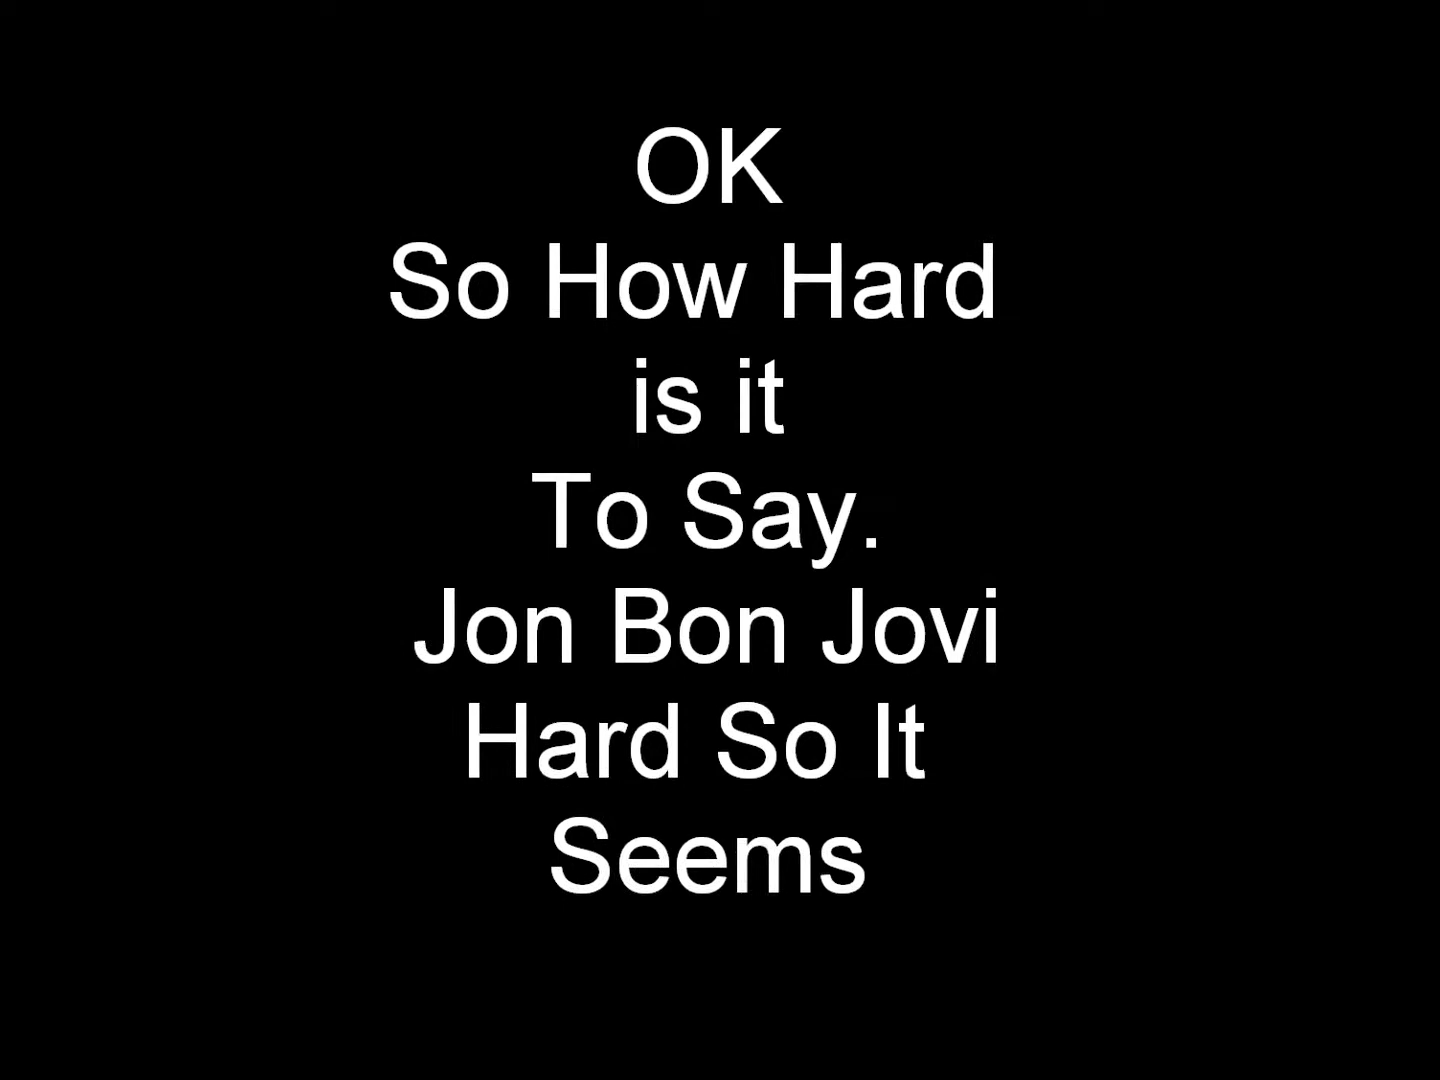 OK
So How Hard
is it
To Say.
Jon Bon Jovi
Hard So It
Seems